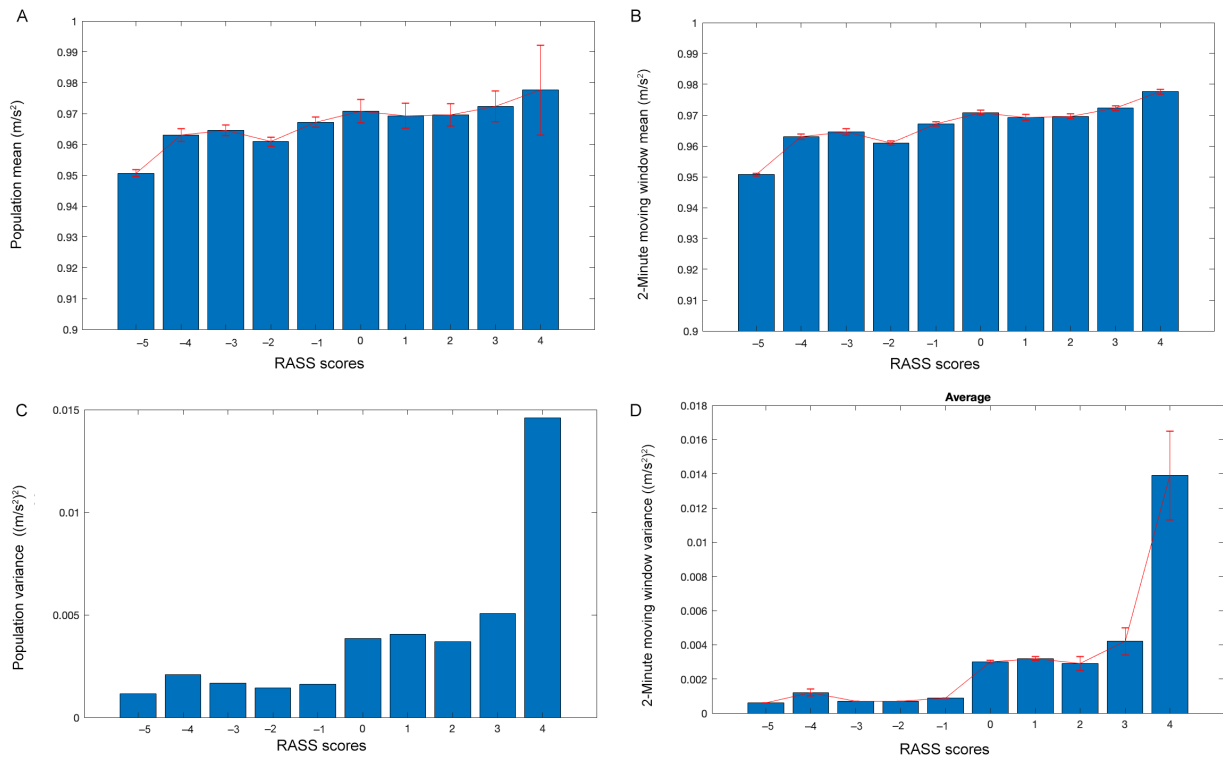 A
Population mean (m/s²)
1
0.99
0.98
0.97
0.96
0.95
0.94
0.93
0.92
0.91
0.9
–5 –4 –3 –2 –1 0 1 2 3 4
RASS scores
B
2-Minute moving window mean (m/s²)
1
0.99
0.98
0.97
0.96
0.95
0.94
0.93
0.92
0.91
0.9
–5 –4 –3 –2 –1 0 1 2 3 4
RASS scores
C
Population variance ((m/s²)²)
0.015
0.01
0.005
0
–5 –4 –3 –2 –1 0 1 2 3 4
RASS scores
D
Average
2-Minute moving window variance ((m/s²)²)
0.018
0.016
0.014
0.012
0.01
0.008
0.006
0.004
0.002
0
–5 –4 –3 –2 –1 0 1 2 3 4
RASS scores